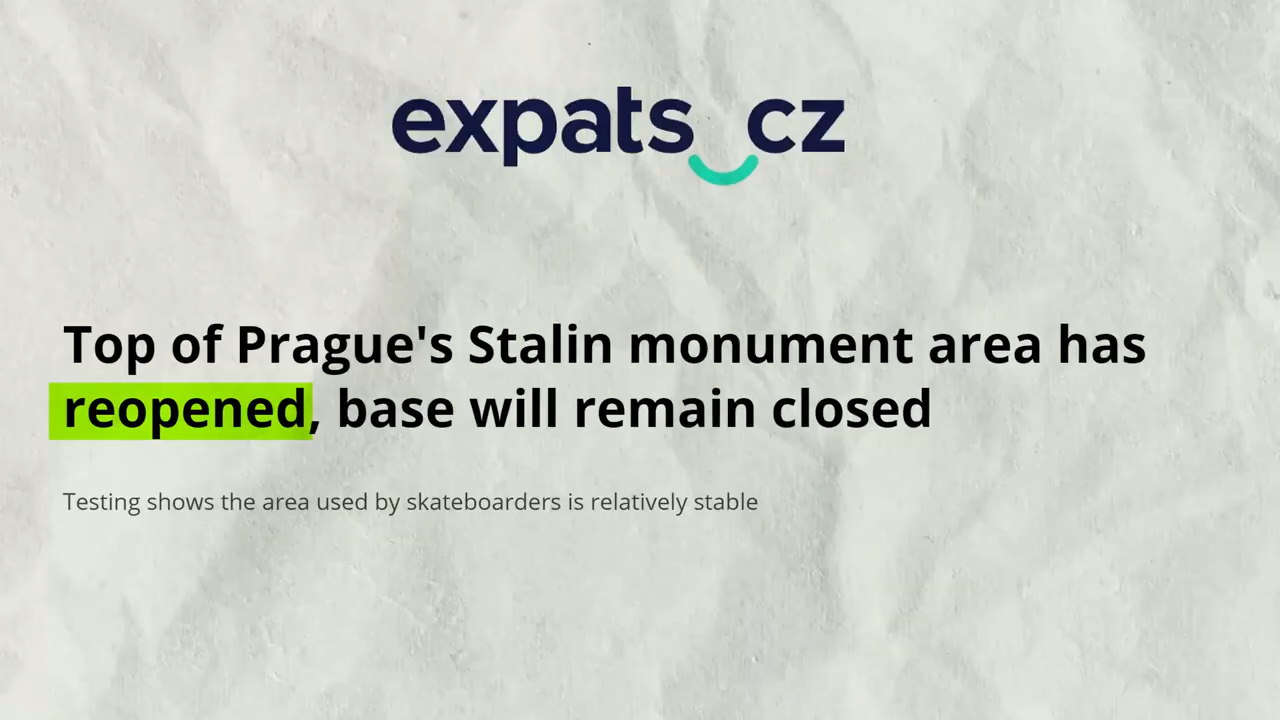 expats cz
Top of Prague's Stalin monument area has
reopened, base will remain closed
Testing shows the area used by skateboarders is relatively stable